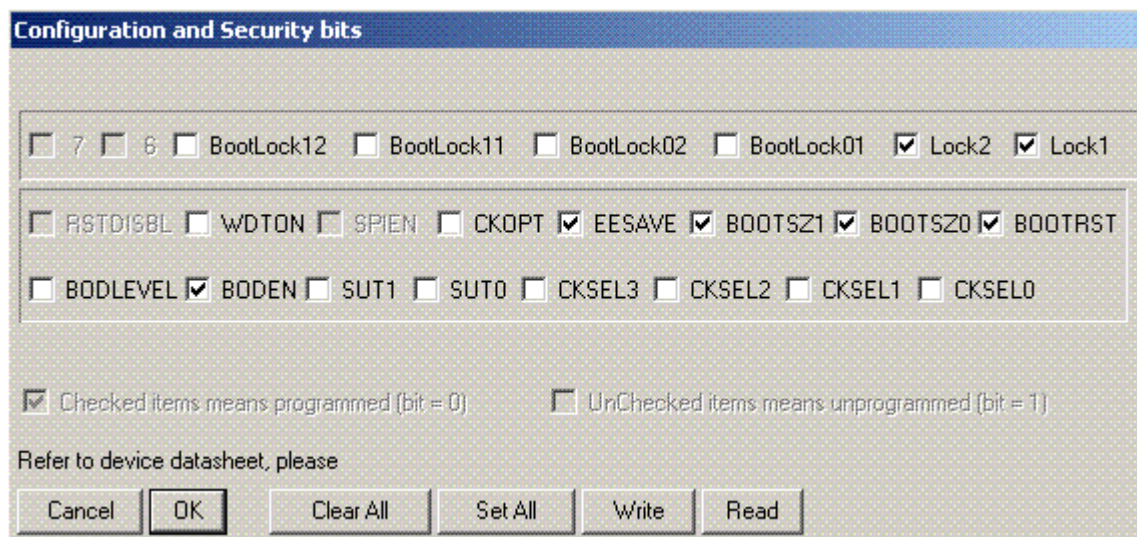 Configuration and Security bits
7 6 BootLock12 BootLock11 BootLock02 BootLock01 Lock2 Lock1
RSTDISBL WDTON SPIEN CKOPT EESAVE BOOTSZ1 BOOTSZ0 BOOTRST
BODLEVEL BODEN SUT1 SUT0 CKSEL3 CKSEL2 CKSEL1 CKSEL0
Checked items means programmed (bit = 0) UnChecked items means unprogrammed (bit = 1)
Refer to device datasheet, please
Cancel OK Clear All Set All Write Read